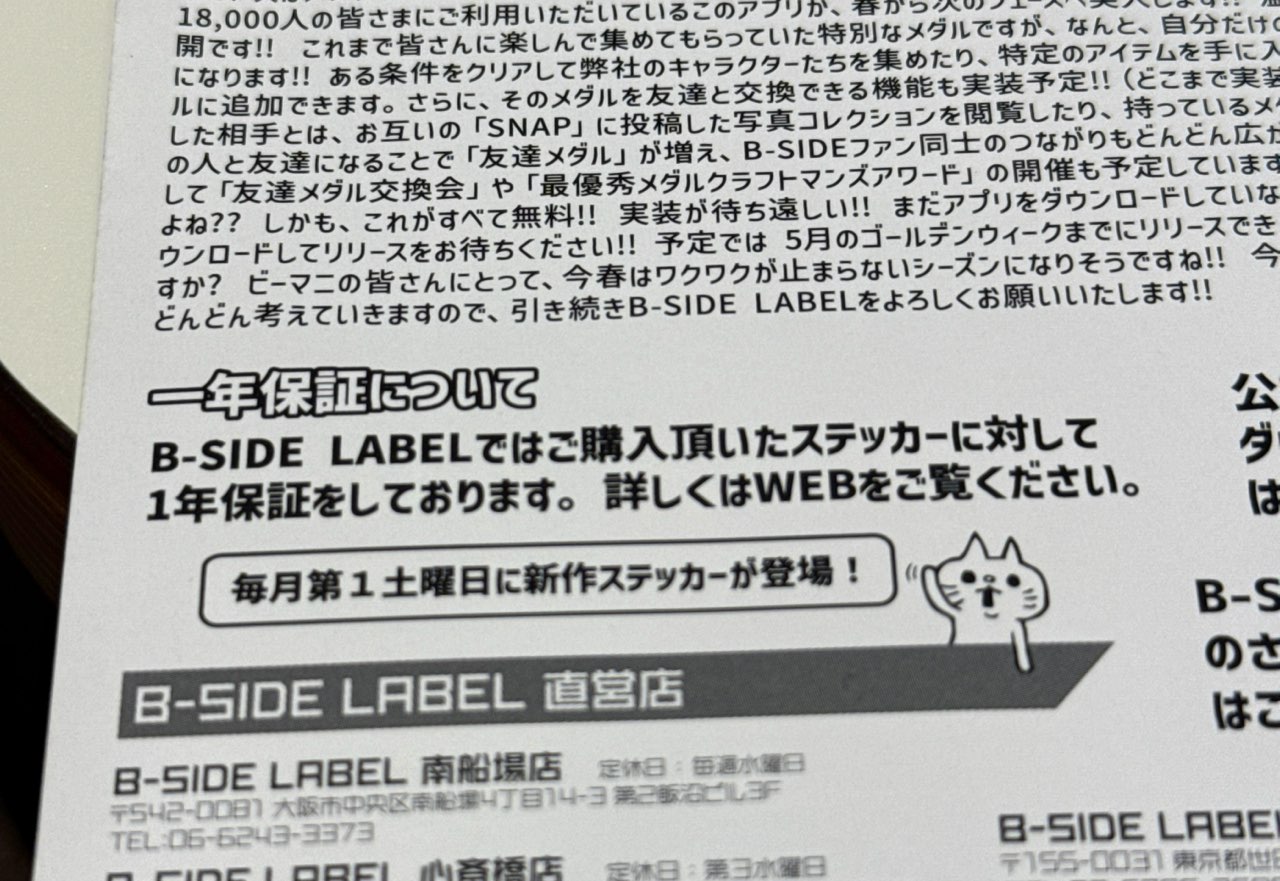 18,000人の皆さまにご利用いただいているこのアプリが、春から次のフェーズへ突入します!!
開です!! これまで皆さんに楽しんで集めてもらっていた特別なメダルですが、なんと、自分だけの
になります!! ある条件をクリアして弊社のキャラクターたちを集めたり、特定のアイテムを手に入
ルに追加できます。さらに、そのメダルを友達と交換できる機能も実装予定!!(どこまで実装
した相手とは、お互いの「SNAP」に投稿した写真コレクションを閲覧したり、持っているメダ
の人と友達になることで「友達メダル」が増え、B-SIDEファン同士のつながりもどんどん広が
して「友達メダル交換会」や「最優秀メダルクラフトマンズアワード」の開催も予定しています
よね?? しかも、これがすべて無料!! 実装が待ち遠しい!! まだアプリをダウンロードしていな
ウンロードしてリリースをお待ちください!! 予定では 5月のゴールデンウィークまでにリリースでき
すか? ビーマニの皆さんにとって、今春はワクワクが止まらないシーズンになりそうですね!! 今
どんどん考えていきますので、引き続きB-SIDE LABELをよろしくお願いいたします!!
一年保証について
B-SIDE LABELではご購入頂いたステッカーに対して
1年保証をしております。詳しくはWEBをご覧ください。
毎月第1土曜日に新作ステッカーが登場!
B-SIDE LABEL 直営店
B-SIDE LABEL 南船場店 定休日:毎週水曜日
〒542-0081 大阪市中央区南船場4丁目14-3 第2飯沼ビル3F
TEL:06-6243-3373
B-SIDE LABEL 心斎橋店 定休日:第3水曜日
公
ダ
は
B-S
のさ
はこ
B-SIDE LABEL
〒155-0031 東京都世田